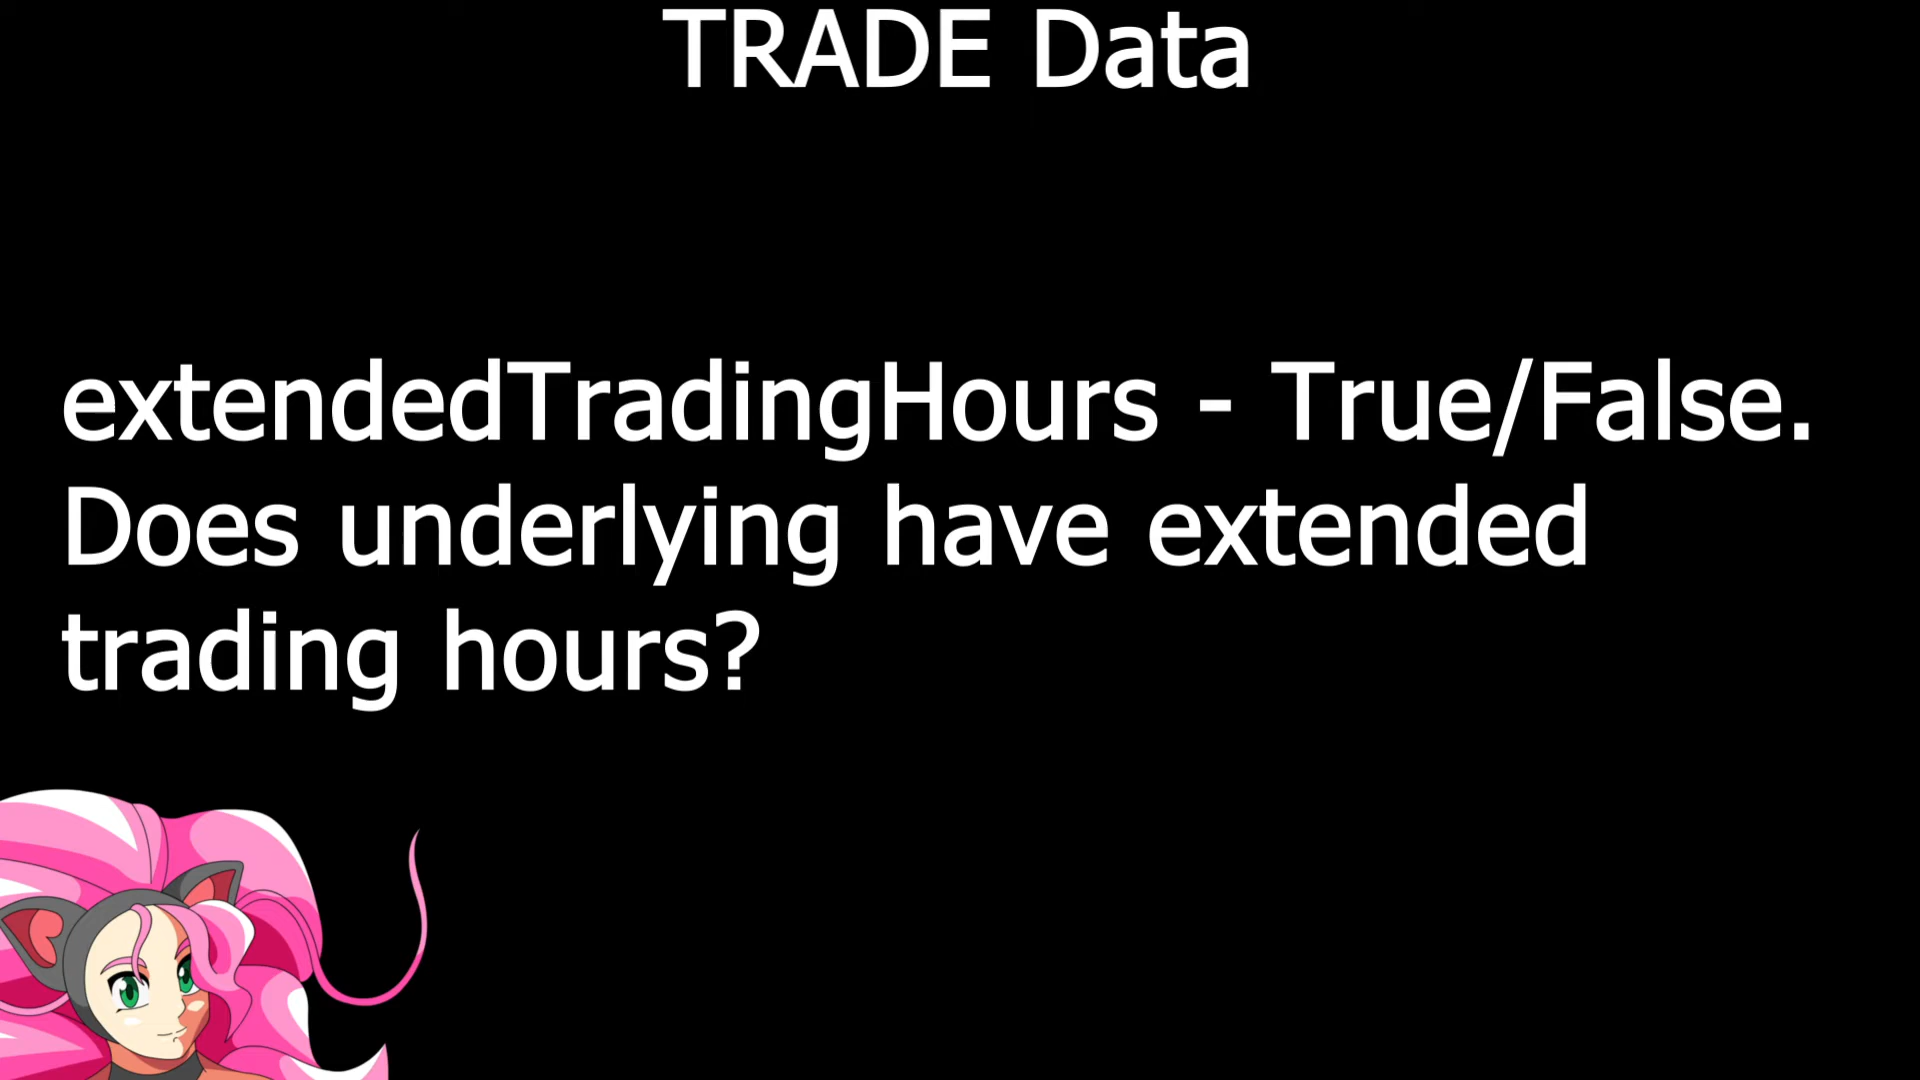 TRADE Data
extendedTradingHours - True/False.
Does underlying have extended
trading hours?